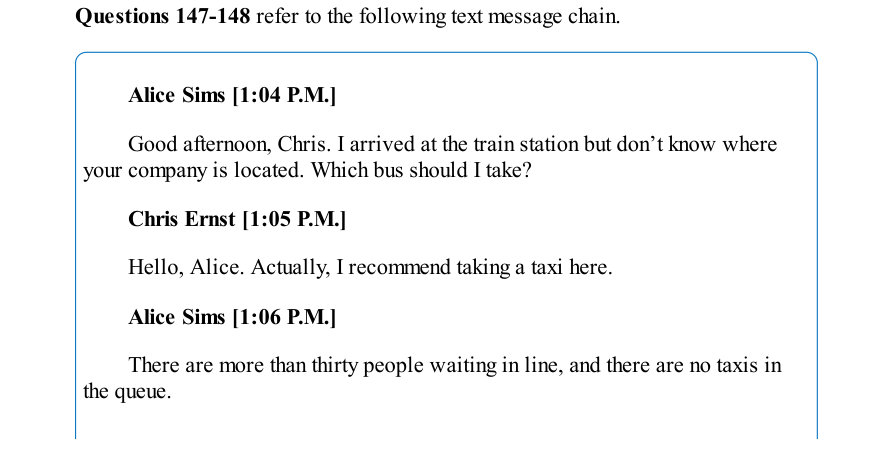 Questions 147-148 refer to the following text message chain.
Alice Sims [1:04 P.M.]
Good afternoon, Chris. I arrived at the train station but don’t know where
your company is located. Which bus should I take?
Chris Ernst [1:05 P.M.]
Hello, Alice. Actually, I recommend taking a taxi here.
Alice Sims [1:06 P.M.]
There are more than thirty people waiting in line, and there are no taxis in
the queue.